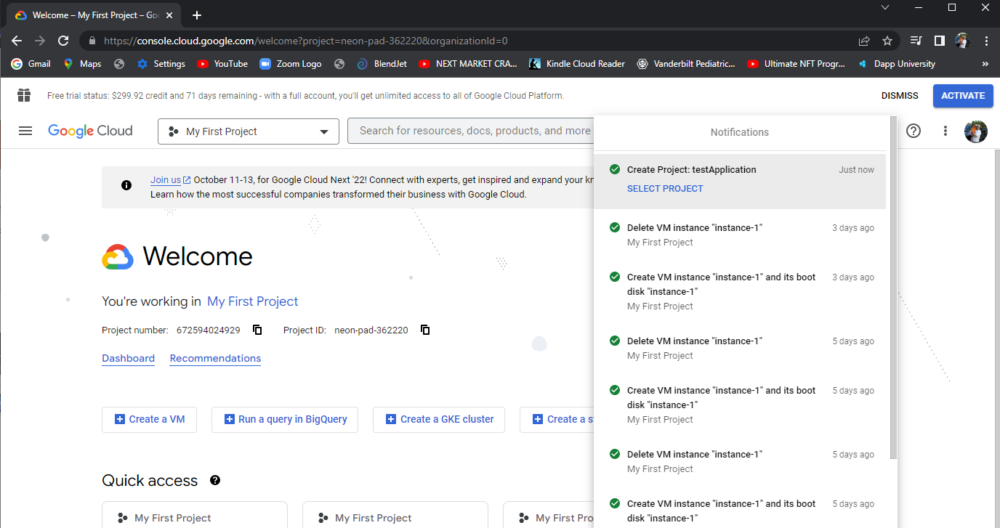 Welcome – My First Project – Goo
https://console.cloud.google.com/welcome?project=neon-pad-362220&organizationId=0
Gmail Maps Settings YouTube Zoom Logo BlendJet NEXT MARKET CRA... Kindle Cloud Reader Vanderbilt Pediatric... Ultimate NFT Progr... Dapp University »
Free trial status: $299.92 credit and 71 days remaining - with a full account, you'll get unlimited access to all of Google Cloud Platform. DISMISS ACTIVATE
Google Cloud My First Project Search for resources, docs, products, and more
Join us October 11-13, for Google Cloud Next '22! Connect with experts, get inspired and expand your kn
Learn how the most successful companies transformed their business with Google Cloud.
Welcome
You're working in My First Project
Project number: 672594024929 Project ID: neon-pad-362220
Dashboard Recommendations
Create a VM Run a query in BigQuery Create a GKE cluster Create a st
Quick access
My First Project My First Project My First Pro
Notifications
Create Project: testApplication Just now
SELECT PROJECT
Delete VM instance "instance-1" 3 days ago
My First Project
Create VM instance "instance-1" and its boot 3 days ago
disk "instance-1"
My First Project
Delete VM instance "instance-1" 5 days ago
My First Project
Create VM instance "instance-1" and its boot 5 days ago
disk "instance-1"
My First Project
Delete VM instance "instance-1" 5 days ago
My First Project
Create VM instance "instance-1" and its boot 5 days ago
disk "instance-1"